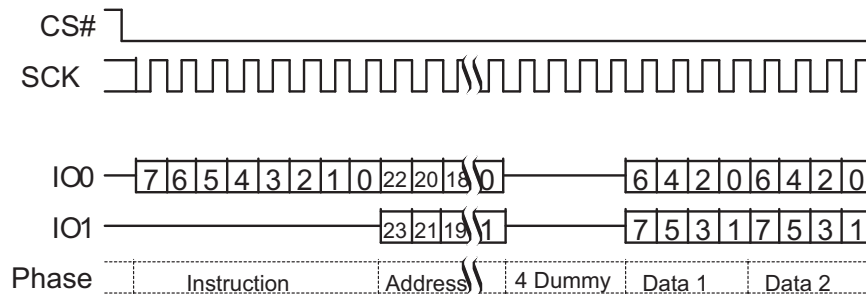 CS#
SCK
IO0 7 6 5 4 3 2 1 0 22 20 18 0 6 4 2 0 6 4 2 0
IO1 23 21 19 1 7 5 3 1 7 5 3 1
Phase Instruction Address 4 Dummy Data 1 Data 2